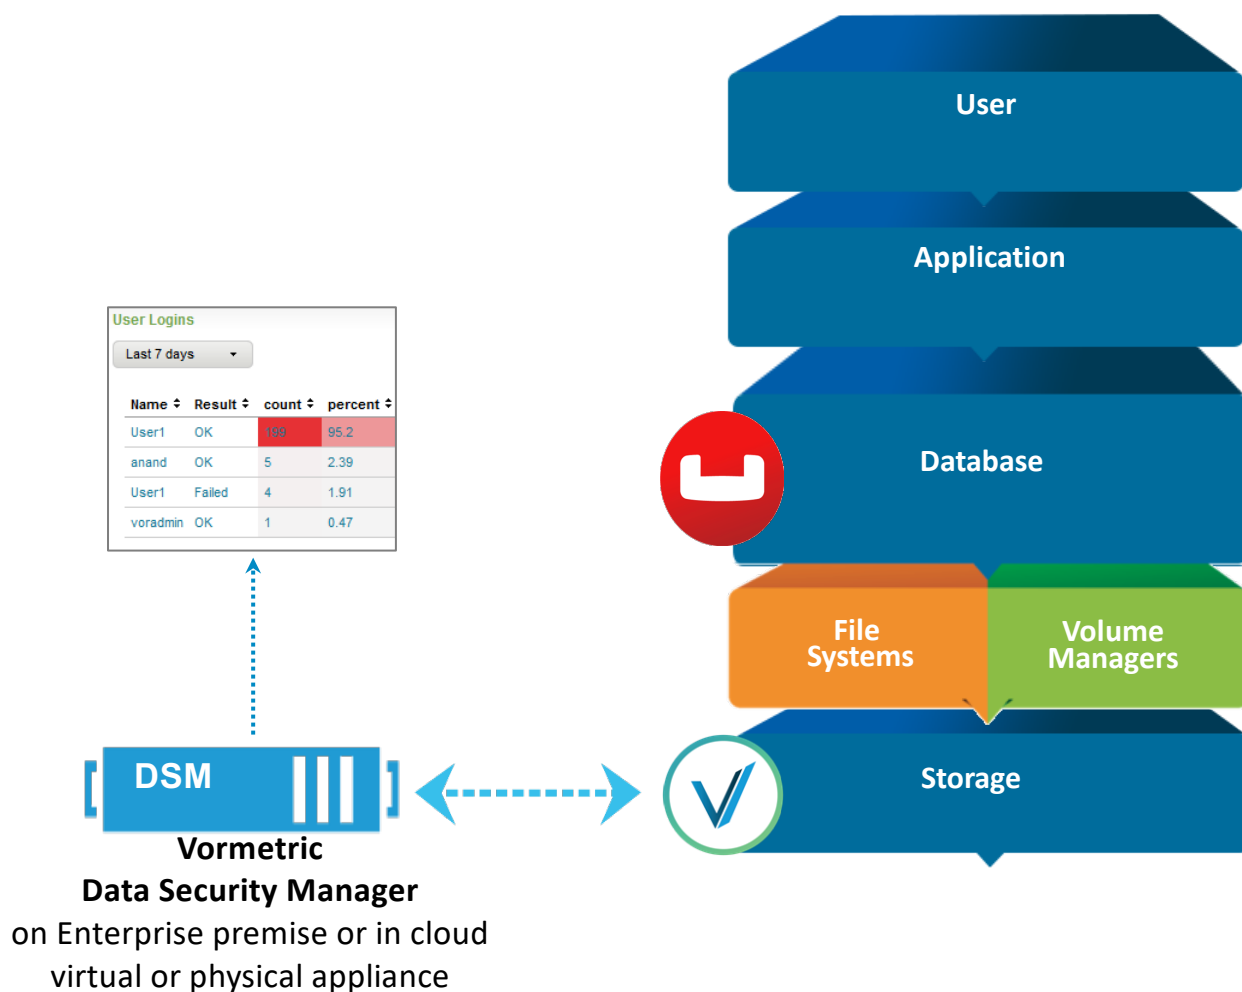 User
Application
Database
File
Systems
Volume
Managers
Storage
User Logins
Last 7 days
Name Result count percent
User1 OK 199 95.2
anand OK 5 2.39
User1 Failed 4 1.91
voradmin OK 1 0.47
DSM
Vormetric
Data Security Manager
on Enterprise premise or in cloud
virtual or physical appliance